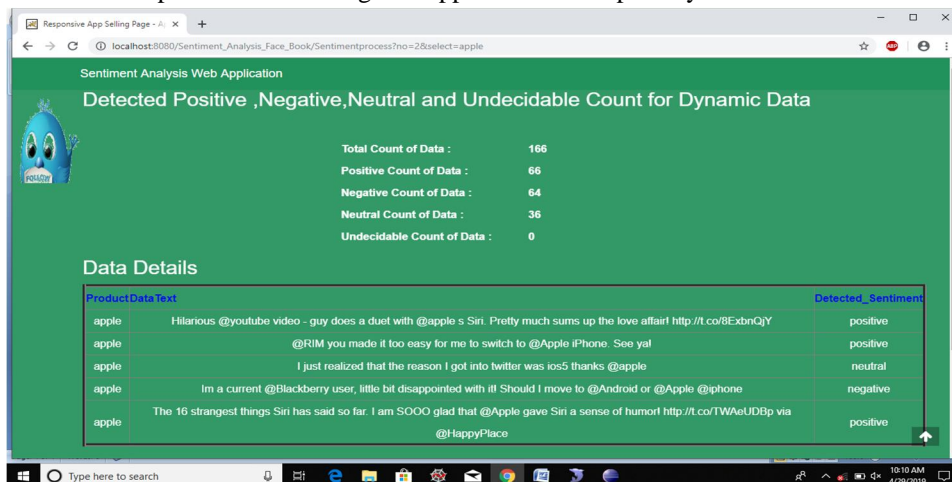 Responsive App Selling Page - A
localhost:8080/Sentiment_Analysis_Face_Book/Sentimentprocess?no=2&select=apple
ABP
Sentiment Analysis Web Application
Detected Positive ,Negative,Neutral and Undecidable Count for Dynamic Data
FOLLOW
Total Count of Data : 166
Positive Count of Data : 66
Negative Count of Data : 64
Neutral Count of Data : 36
Undecidable Count of Data : 0
Data Details
Product DataText Detected_Sentiment
apple Hilarious @youtube video - guy does a duet with @apple s Siri. Pretty much sums up the love affair! http://t.co/8ExbnQjY positive
apple @RIM you made it too easy for me to switch to @Apple iPhone. See ya! positive
apple I just realized that the reason I got into twitter was ios5 thanks @apple neutral
apple Im a current @Blackberry user, little bit disappointed with it! Should I move to @Android or @Apple @iphone negative
apple The 16 strangest things Siri has said so far. I am SOOO glad that @Apple gave Siri a sense of humor! http://t.co/TWAeUDBp via
@HappyPlace positive
Type here to search
10:10 AM
4/29/2019